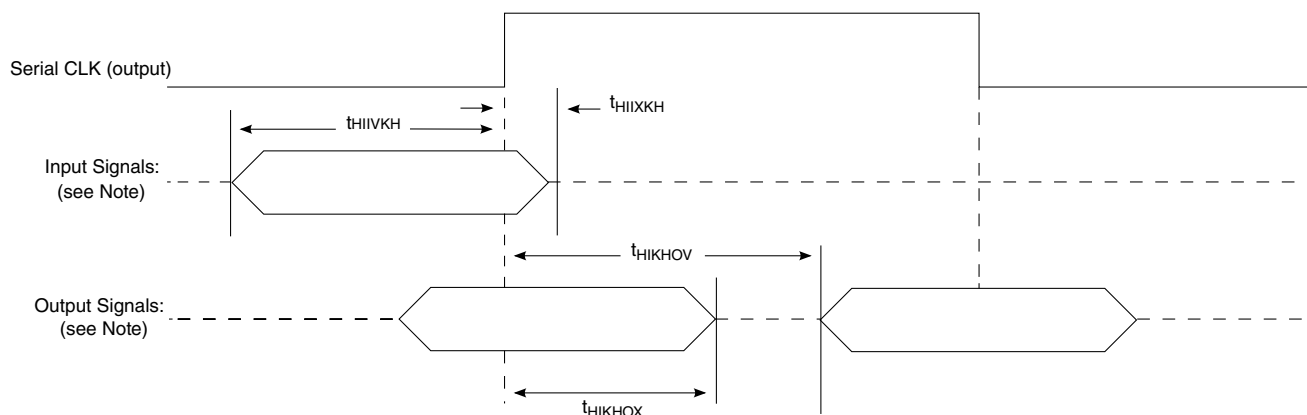 Serial CLK (output)
tHIIXKH
tHIIVKH
Input Signals:
(see Note)
tHIKHOV
Output Signals:
(see Note)
tHIKHOX